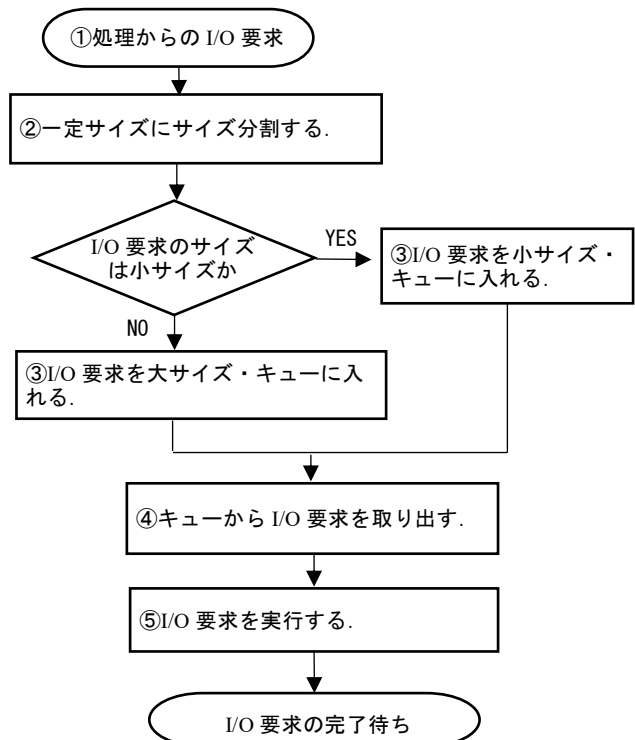 ①処理からの I/O 要求
②一定サイズにサイズ分割する.
I/O 要求のサイズ
は小サイズか
YES
③I/O 要求を小サイズ・
キューに入れる.
NO
③I/O 要求を大サイズ・キューに入
れる.
④キューから I/O 要求を取り出す.
⑤I/O 要求を実行する.
I/O 要求の完了待ち